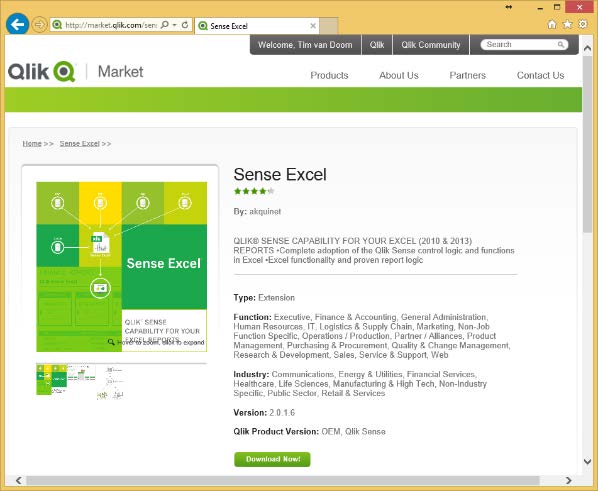 http://market.qlik.com/sens
Sense Excel
Welcome, Tim van Doorn
Qlik
Qlik Community
Search
Qlik Q Market
Products
About Us
Partners
Contact Us
Home >> Sense Excel >>
Sense Excel
By: akquinet
QLIK® SENSE CAPABILITY FOR YOUR EXCEL (2010 & 2013)
REPORTS •Complete adoption of the Qlik Sense control logic and functions
in Excel •Excel functionality and proven report logic
Sense Excel
QLIK® SENSE
CAPABILITY FOR YOUR
EXCEL REPORTS
Hover to zoom, click to expand
Type: Extension
Function: Executive, Finance & Accounting, General Administration,
Human Resources, IT, Logistics & Supply Chain, Marketing, Non-Job
Function Specific, Operations / Production, Partner / Alliances, Product
Management, Purchasing & Procurement, Quality & Change Management,
Research & Development, Sales, Service & Support, Web
Industry: Communications, Energy & Utilities, Financial Services,
Healthcare, Life Sciences, Manufacturing & High Tech, Non-Industry
Specific, Public Sector, Retail & Services
Version: 2.0.1.6
Qlik Product Version: OEM, Qlik Sense
Download Now!